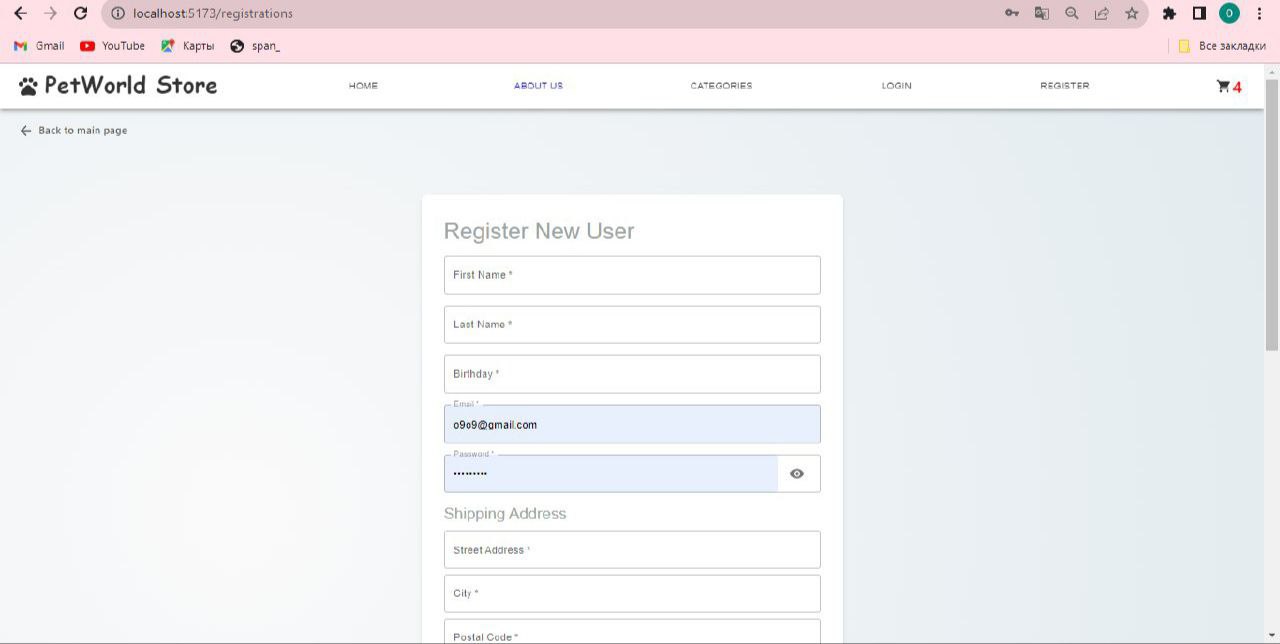 localhost:5173/registrations
O
Gmail YouTube Карты span_ Все закладки
PetWorld Store HOME ABOUT US CATEGORIES LOGIN REGISTER 4
Back to main page
Register New User
First Name *
Last Name *
Birthday *
Email *
o9o9@gmail.com
Password *
Shipping Address
Street Address *
City *
Postal Code *